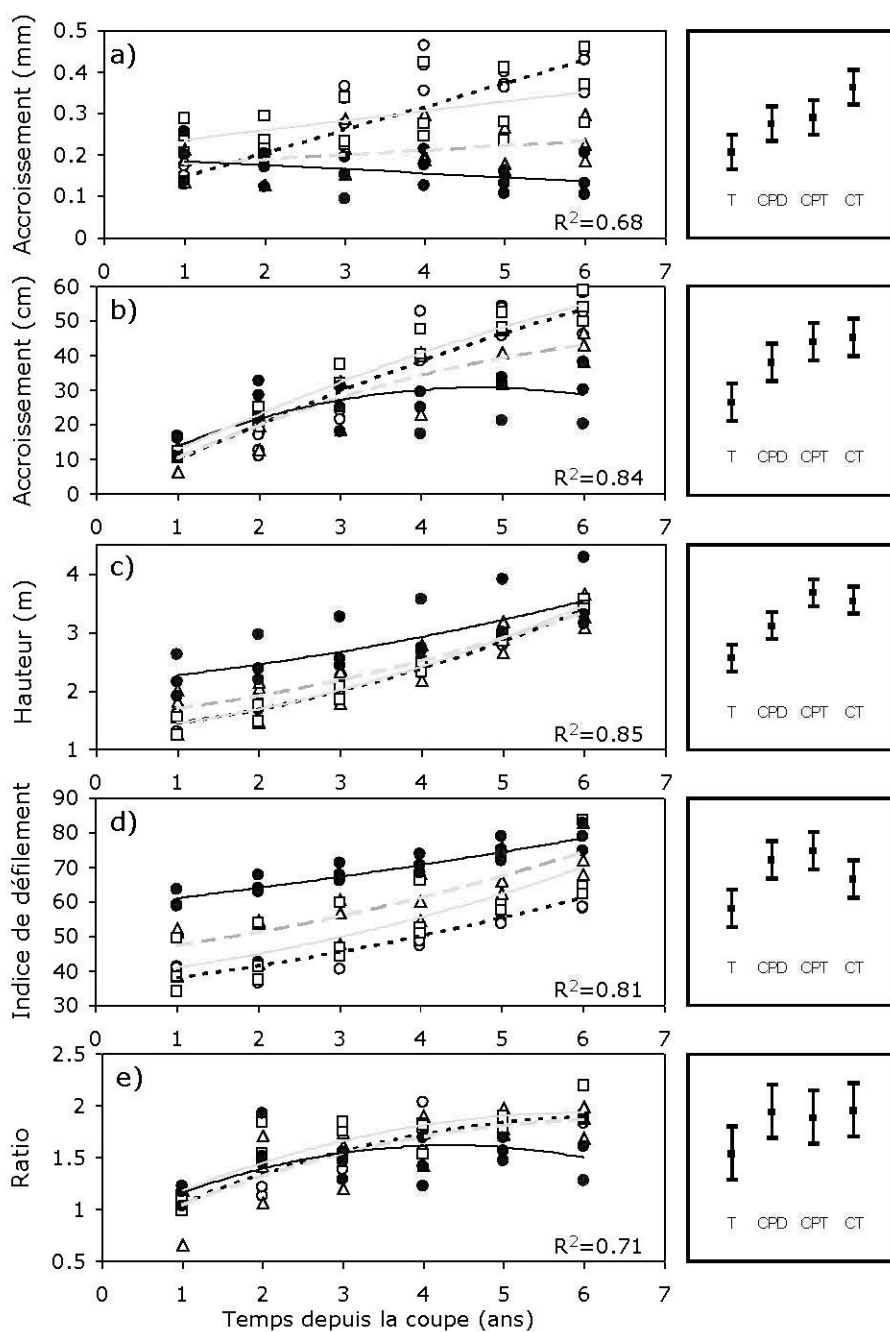 a)
Accroissement (mm)
0.5
0.4
0.3
0.2
0.1
0
R²=0.68
0 1 2 3 4 5 6 7
T CPD CPT CT
b)
Accroissement (cm)
60
50
40
30
20
10
0
R²=0.84
0 1 2 3 4 5 6 7
T CPD CPT CT
c)
Hauteur (m)
4
3
2
1
R²=0.85
0 1 2 3 4 5 6 7
T CPD CPT CT
d)
Indice de défilement
90
80
70
60
50
40
30
R²=0.81
0 1 2 3 4 5 6 7
T CPD CPT CT
e)
Ratio
2.5
2
1.5
1
0.5
R²=0.71
0 1 2 3 4 5 6 7
Temps depuis la coupe (ans)
T CPD CPT CT